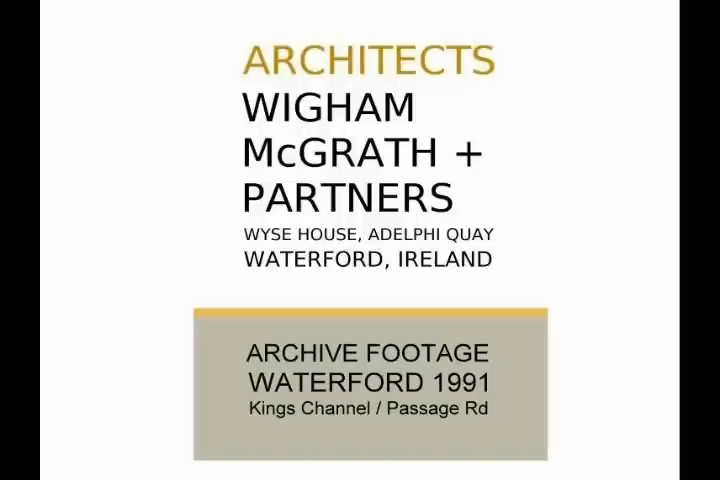 ARCHITECTS
WIGHAM
McGRATH +
PARTNERS
WYSE HOUSE, ADELPHI QUAY
WATERFORD, IRELAND
ARCHIVE FOOTAGE
WATERFORD 1991
Kings Channel / Passage Rd